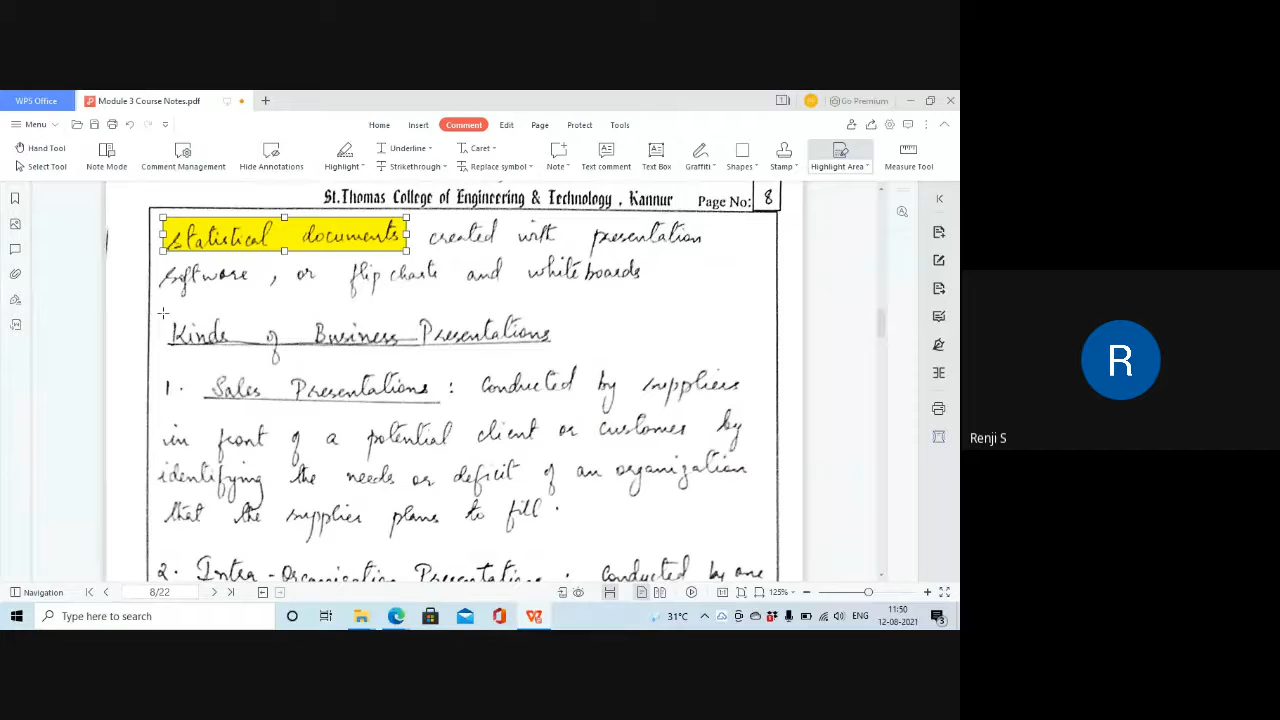 WPS Office
Module 3 Course Notes.pdf
Go Premium
Menu
Home Insert Comment Edit Page Protect Tools
Hand Tool
Select Tool
Note Mode
Comment Management
Hide Annotations
Highlight
Underline
Strikethrough
Caret
Replace symbol
Note
Text comment
Text Box
Graffiti
Shapes
Stamp
Highlight Area
Measure Tool
St.Thomas College of Engineering & Technology , Kannur Page No: 8
statistical documents created with presentation
software, or flip charts and whiteboards
Kinds of Business Presentations
1. Sales Presentations : conducted by suppliers
in front of a potential client or customer by
identifying the needs or deficit of an organization
that the supplier plans to fill.
2. Intra-Organisation Presentations : conducted by one
Navigation 8/22 125%
Type here to search
31°C ENG
11:50
12-08-2021
3
R
Renji S